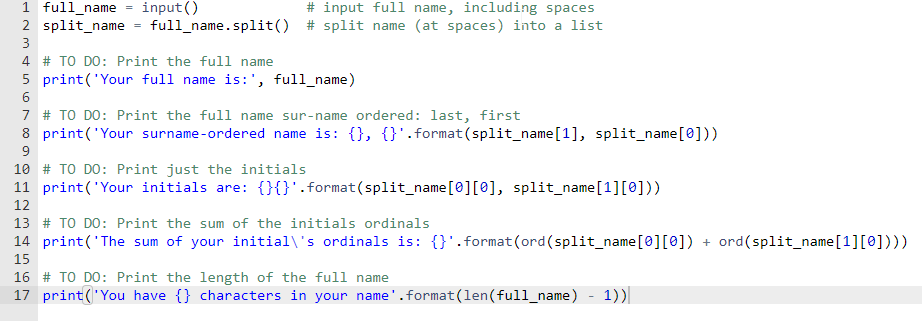 1 full_name = input()             # input full name, including spaces
2 split_name = full_name.split()  # split name (at spaces) into a list
3
4 # TO DO: Print the full name
5 print('Your full name is:', full_name)
6
7 # TO DO: Print the full name sur-name ordered: last, first
8 print('Your surname-ordered name is: {}, {}'.format(split_name[1], split_name[0]))
9
10 # TO DO: Print just the initials
11 print('Your initials are: {}{}'.format(split_name[0][0], split_name[1][0]))
12
13 # TO DO: Print the sum of the initials ordinals
14 print('The sum of your initial\'s ordinals is: {}'.format(ord(split_name[0][0]) + ord(split_name[1][0])))
15
16 # TO DO: Print the length of the full name
17 print('You have {} characters in your name'.format(len(full_name) - 1))